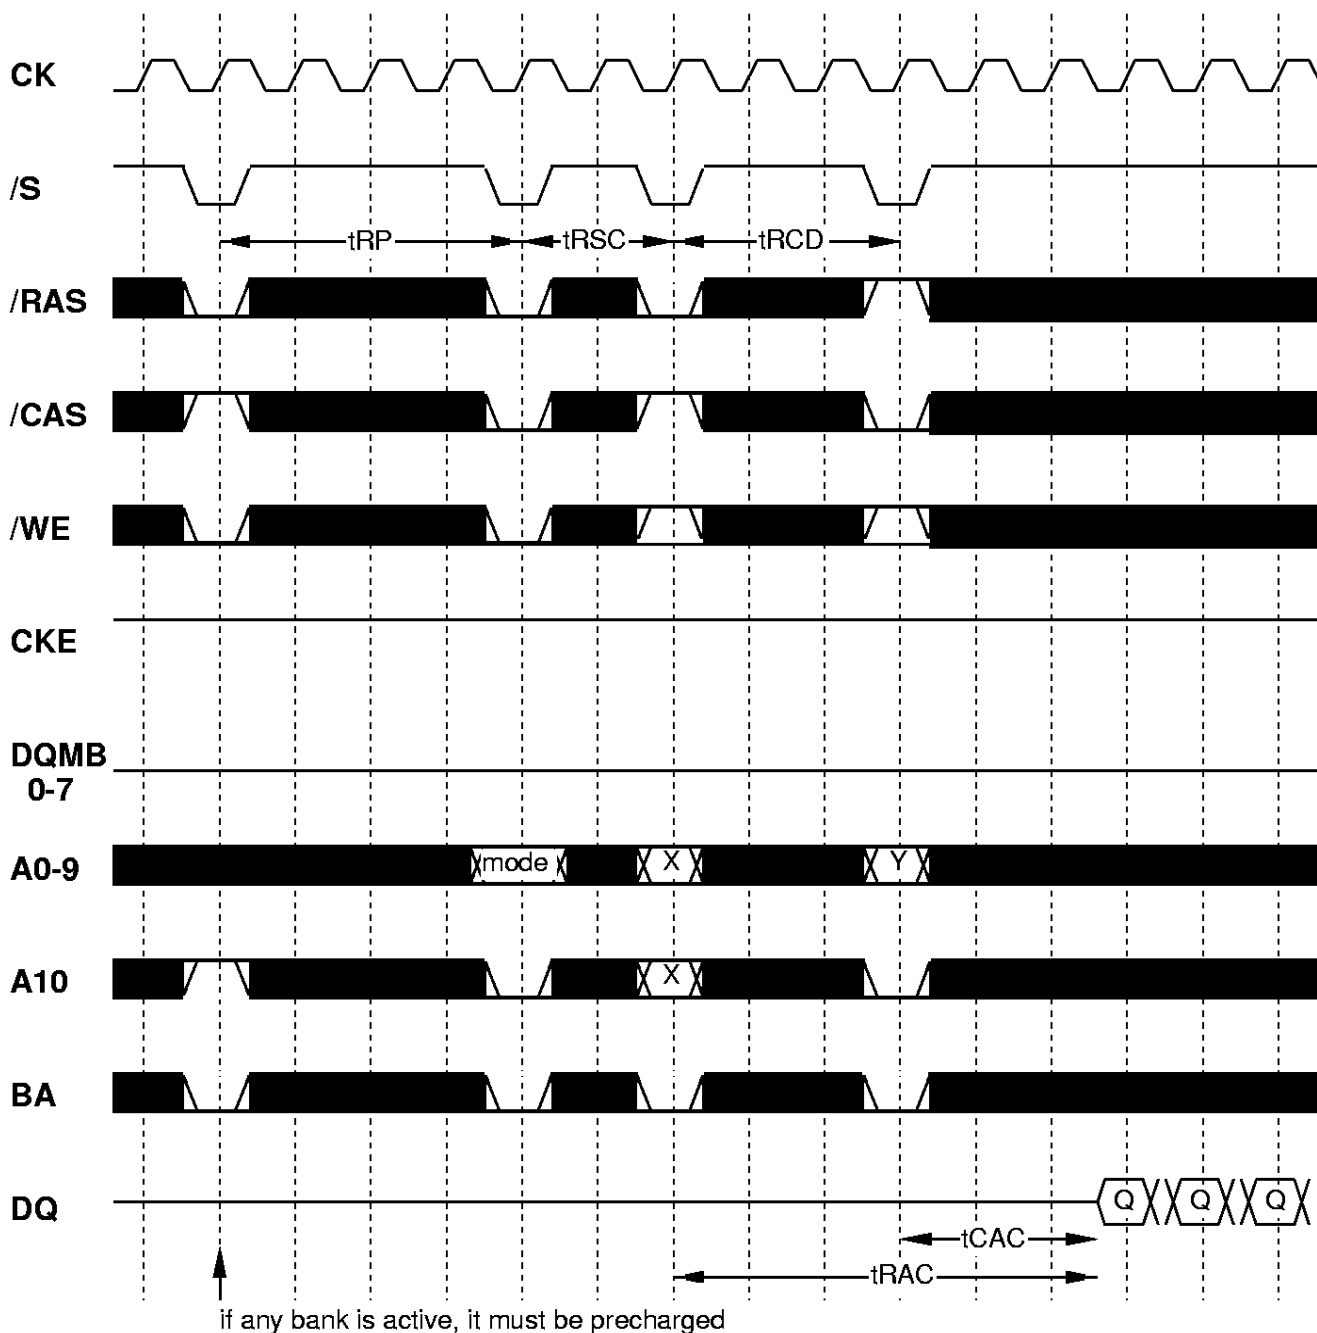 CK
/S
tRP
tRSC
tRCD
/RAS
/CAS
/WE
CKE
DQMB
0-7
A0-9
mode
X
Y
A10
X
BA
DQ
Q
Q
Q
tCAC
tRAC
if any bank is active, it must be precharged